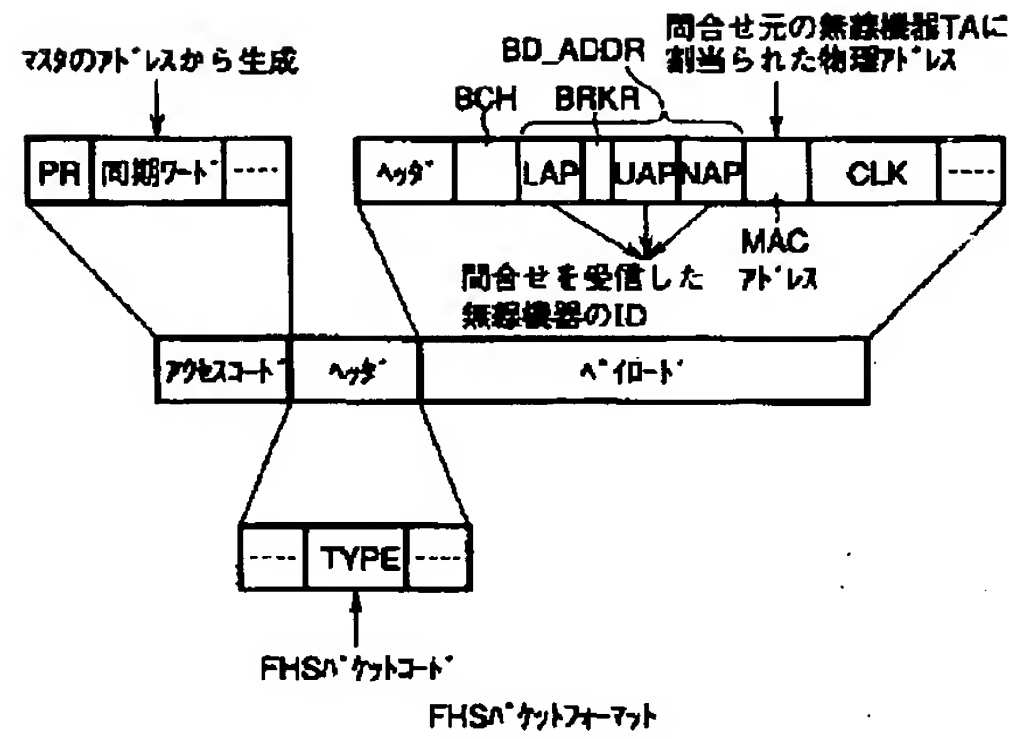 問合せ元の無線機器TAに
割当られた物理アドレス
マスタのアドレスから生成
BD_ADDR
BCH
BRKR
PR
同期ワード
----
ヘッダ
LAP
UAP
NAP
CLK
----
MAC
アドレス
問合せを受信した
無線機器のID
アクセスコード
ヘッダ
ペイロード
----
TYPE
----
FHSパケットコード
FHSパケットフォーマット